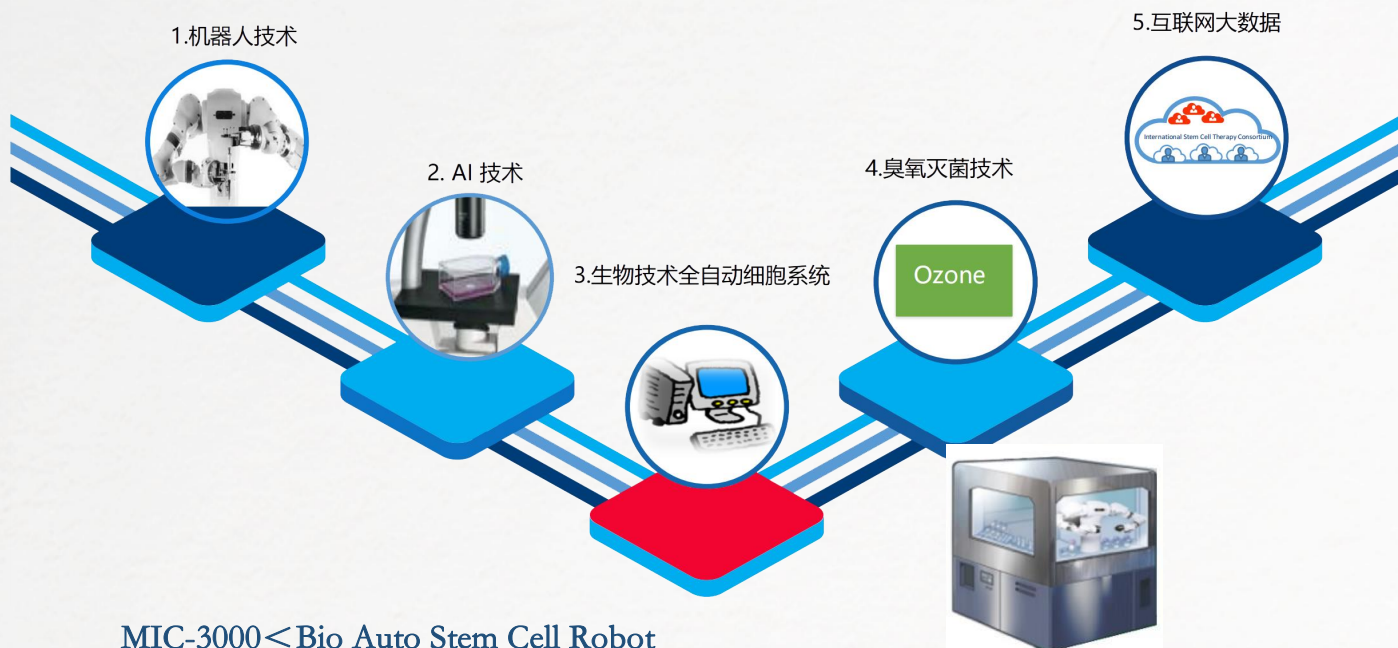 1.机器人技术
2. AI 技术
3.生物技术全自动细胞系统
4.臭氧灭菌技术
Ozone
5.互联网大数据
International Stem Cell Therapy Consortium
MIC-3000＜Bio Auto Stem Cell Robot